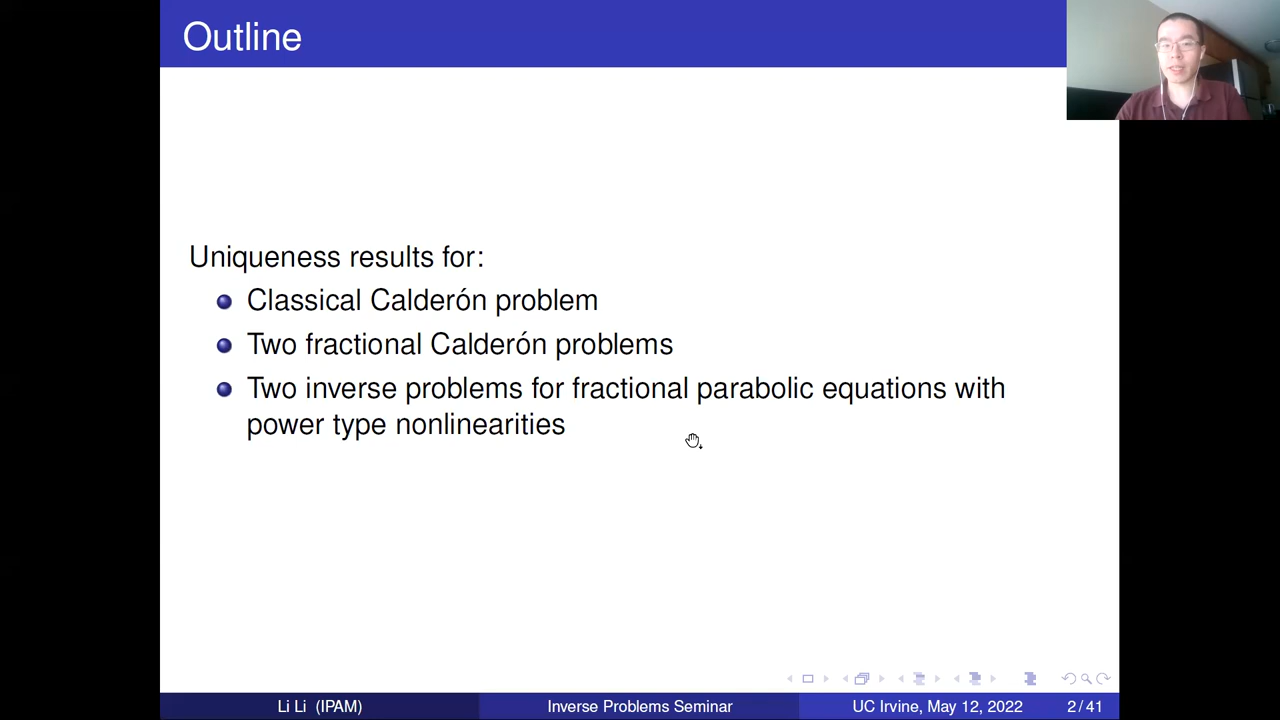 Outline
Uniqueness results for:
Classical Calderón problem
Two fractional Calderón problems
Two inverse problems for fractional parabolic equations with
power type nonlinearities
Li Li (IPAM)
Inverse Problems Seminar
UC Irvine, May 12, 2022
2 / 41